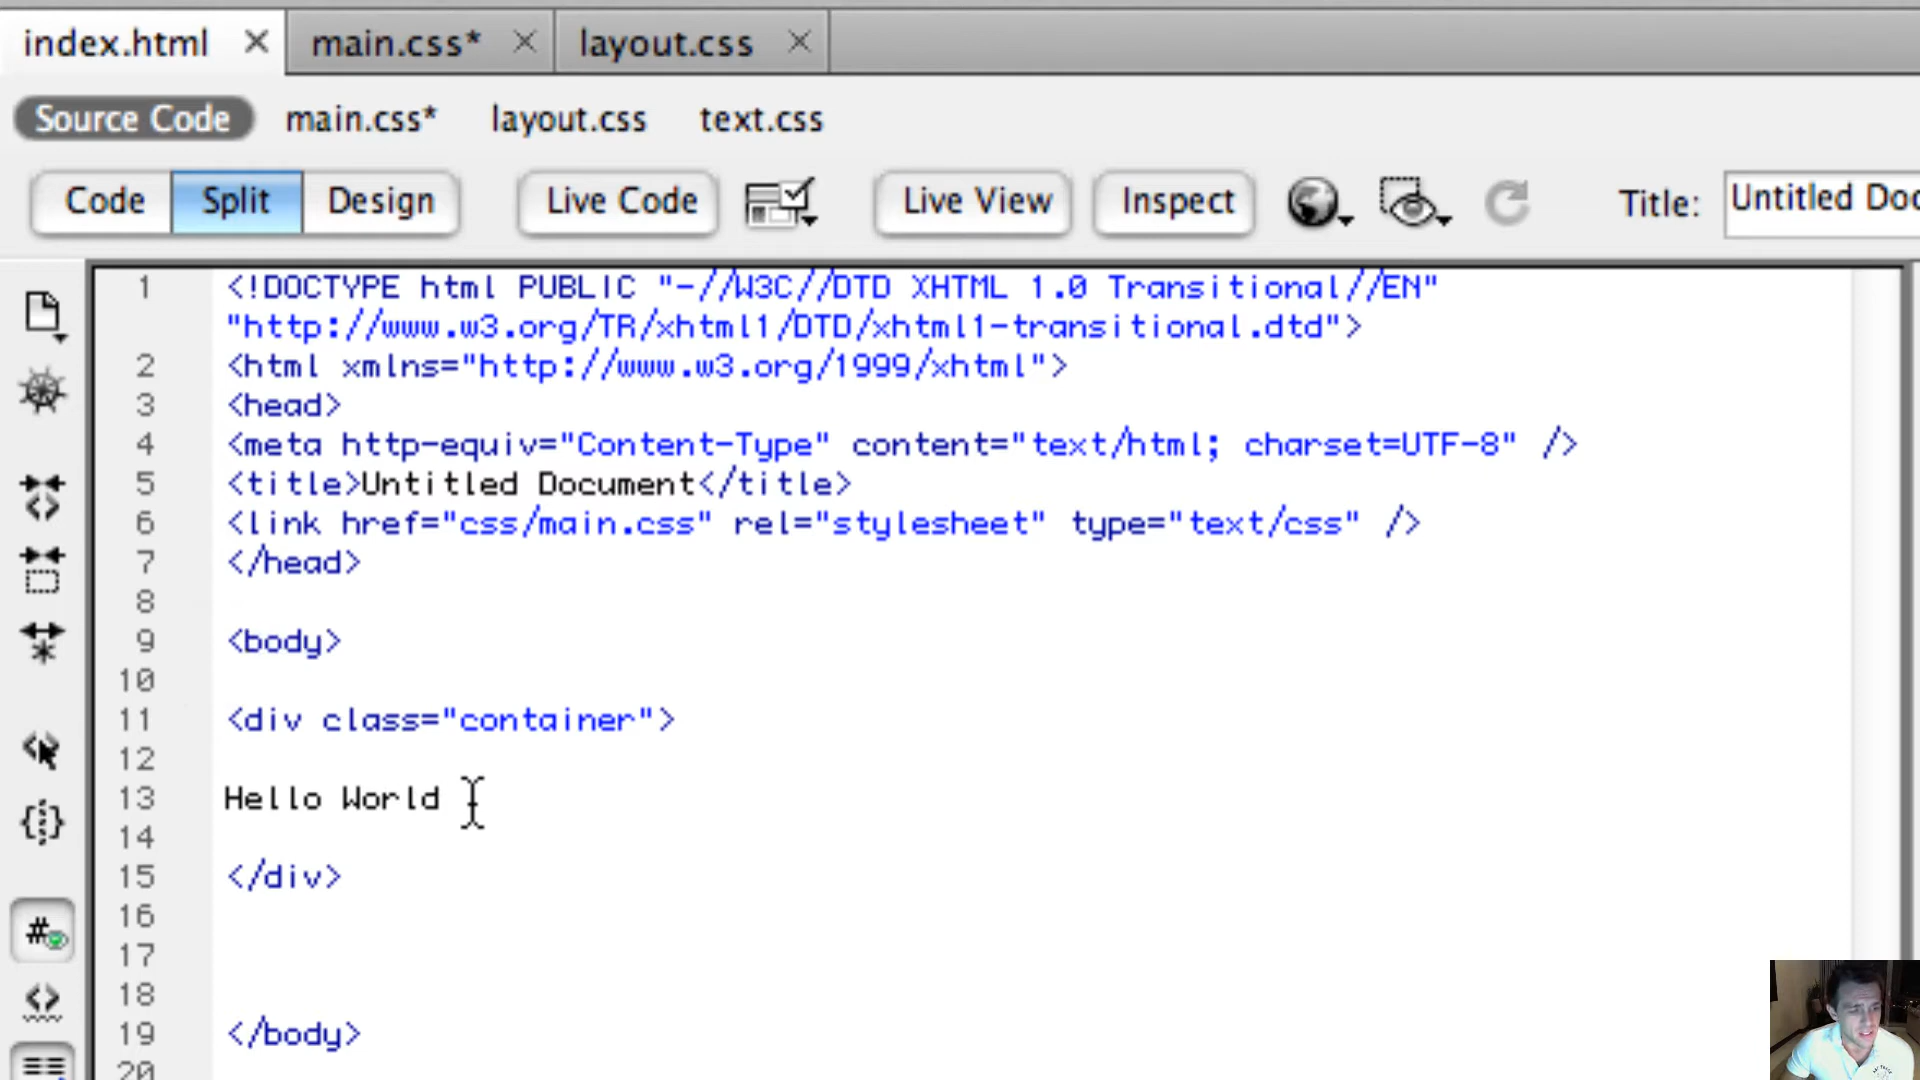 index.html × main.css* × layout.css ×
Source Code main.css* layout.css text.css
Code Split Design Live Code Live View Inspect Title: Untitled Doc
1 <!DOCTYPE html PUBLIC "-//W3C//DTD XHTML 1.0 Transitional//EN"
"http://www.w3.org/TR/xhtml1/DTD/xhtml1-transitional.dtd">
2 <html xmlns="http://www.w3.org/1999/xhtml">
3 <head>
4 <meta http-equiv="Content-Type" content="text/html; charset=UTF-8" />
5 <title>Untitled Document</title>
6 <link href="css/main.css" rel="stylesheet" type="text/css" />
7 </head>
8
9 <body>
10
11 <div class="container">
12
13 Hello World
14
15 </div>
16
17
18
19 </body>
20